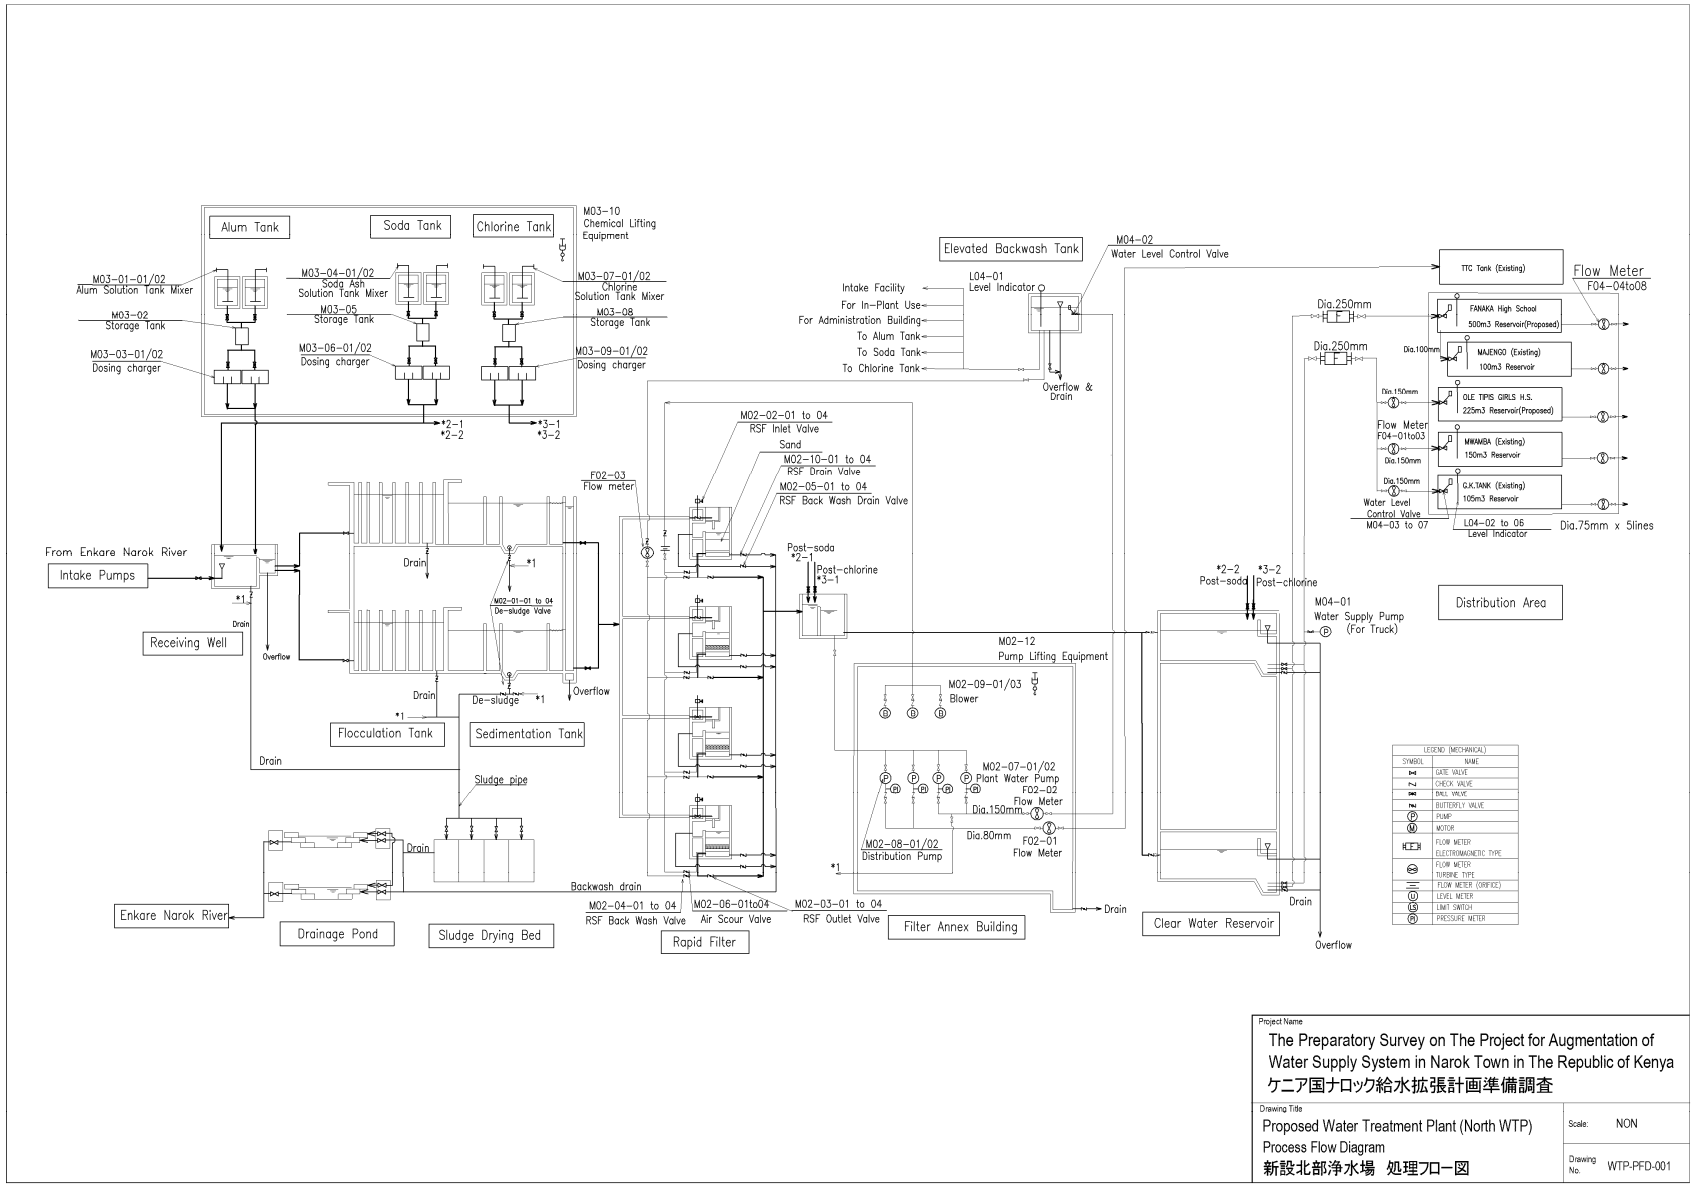 Alum Tank
Soda Tank
Chlorine Tank
M03-10
Chemical Lifting
Equipment
M03-01-01/02
Alum Solution Tank Mixer
M03-04-01/02
Soda Ash
Solution Tank Mixer
M03-07-01/02
Chlorine
Solution Tank Mixer
M03-02
Storage Tank
M03-05
Storage Tank
M03-08
Storage Tank
M03-03-01/02
Dosing charger
M03-06-01/02
Dosing charger
M03-09-01/02
Dosing charger
*2-1
*2-2
*3-1
*3-2
Elevated Backwash Tank
M04-02
Water Level Control Valve
L04-01
Level Indicator
Intake Facility
For In-Plant Use
For Administration Building
To Alum Tank
To Soda Tank
To Chlorine Tank
Overflow &
Drain
TTC Tank (Existing)
Flow Meter
F04-04to08
Dia.250mm
FANAKA High School
500m3 Reservoir(Proposed)
Dia.250mm
Dia.100mm
MAJENGO (Existing)
100m3 Reservoir
Dia.150mm
OLE TIPIS GIRLS H.S.
225m3 Reservoir(Proposed)
Flow Meter
F04-01to03
MWAMBA (Existing)
150m3 Reservoir
Dia.150mm
Dia.150mm
G.K.TANK (Existing)
105m3 Reservoir
Water Level
Control Valve
M04-03 to 07
L04-02 to 06
Level Indicator
Dia.75mm x 5lines
Distribution Area
M02-02-01 to 04
RSF Inlet Valve
Sand
M02-10-01 to 04
RSF Drain Valve
M02-05-01 to 04
RSF Back Wash Drain Valve
F02-03
Flow meter
From Enkare Narok River
Intake Pumps
*1
Drain
Overflow
Receiving Well
Drain
*1
M02-01-01 to 04
De-sludge Valve
Drain
*1
De-sludge
*1
Overflow
Flocculation Tank
Sedimentation Tank
Drain
Sludge pipe
Drain
Backwash drain
Enkare Narok River
Drainage Pond
Sludge Drying Bed
M02-04-01 to 04
RSF Back Wash Valve
M02-06-01to04
Air Scour Valve
M02-03-01 to 04
RSF Outlet Valve
Rapid Filter
Post-soda
*2-1
Post-chlorine
*3-1
M02-12
Pump Lifting Equipment
M02-09-01/03
Blower
B
B
B
M02-07-01/02
Plant Water Pump
P
P
P
P
PI
PI
PI
PI
F02-02
Flow Meter
Dia.150mm
Dia.80mm
F02-01
Flow Meter
M02-08-01/02
Distribution Pump
*1
Drain
Filter Annex Building
*2-2
Post-soda
*3-2
Post-chlorine
M04-01
Water Supply Pump
(For Truck)
P
Drain
Overflow
Clear Water Reservoir
LEGEND (MECHANICAL)
SYMBOL
NAME
GATE VALVE
CHECK VALVE
BALL VALVE
BUTTERFLY VALVE
P
PUMP
M
MOTOR
F
FLOW METER
ELECTROMAGNETIC TYPE
FLOW METER
TURBINE TYPE
FLOW METER (ORIFICE)
LEVEL METER
LS
LIMIT SWITCH
PI
PRESSURE METER
Project Name
The Preparatory Survey on The Project for Augmentation of
Water Supply System in Narok Town in The Republic of Kenya
ケニア国ナロック給水拡張計画準備調査
Drawing Title
Proposed Water Treatment Plant (North WTP)
Process Flow Diagram
新設北部浄水場 処理フロー図
Scale:
NON
Drawing
No.
WTP-PFD-001